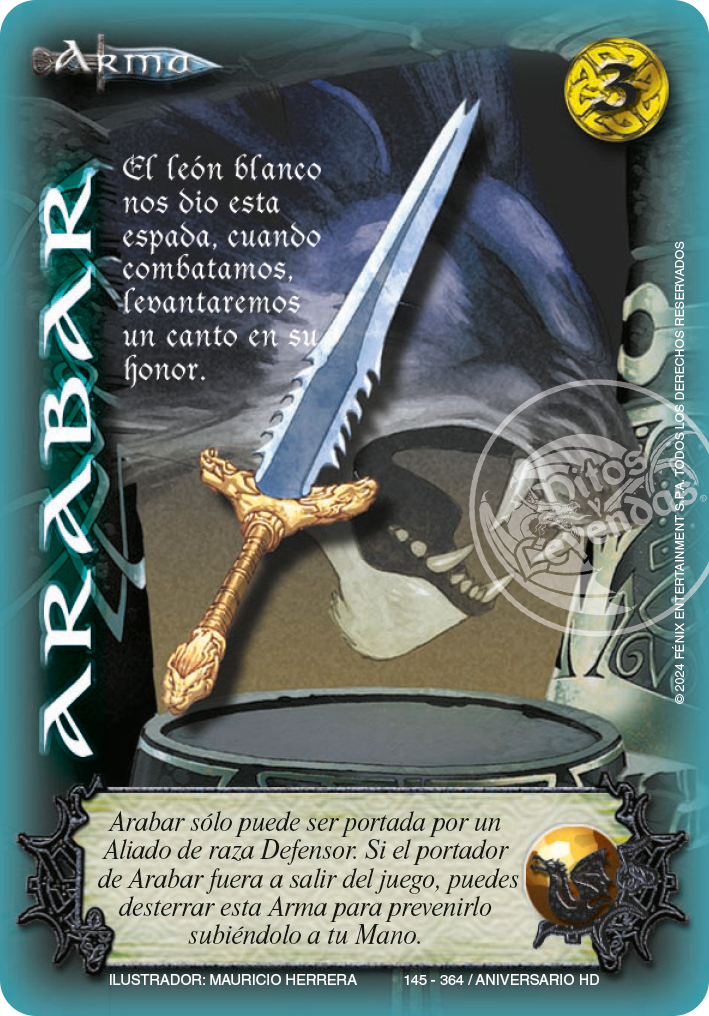 Arma
3
ARABAR
El león blanco
nos dio esta
espada, cuando
combatamos,
levantaremos
un canto en su
honor.
Mitos
y
Leyendas®
© 2024 FÉNIX ENTERTAINMENT S.P.A. TODOS LOS DERECHOS RESERVADOS
Arabar sólo puede ser portada por un
Aliado de raza Defensor. Si el portador
de Arabar fuera a salir del juego, puedes
desterrar esta Arma para prevenirlo
subiéndolo a tu Mano.
ILUSTRADOR: MAURICIO HERRERA 145 - 364 / ANIVERSARIO HD